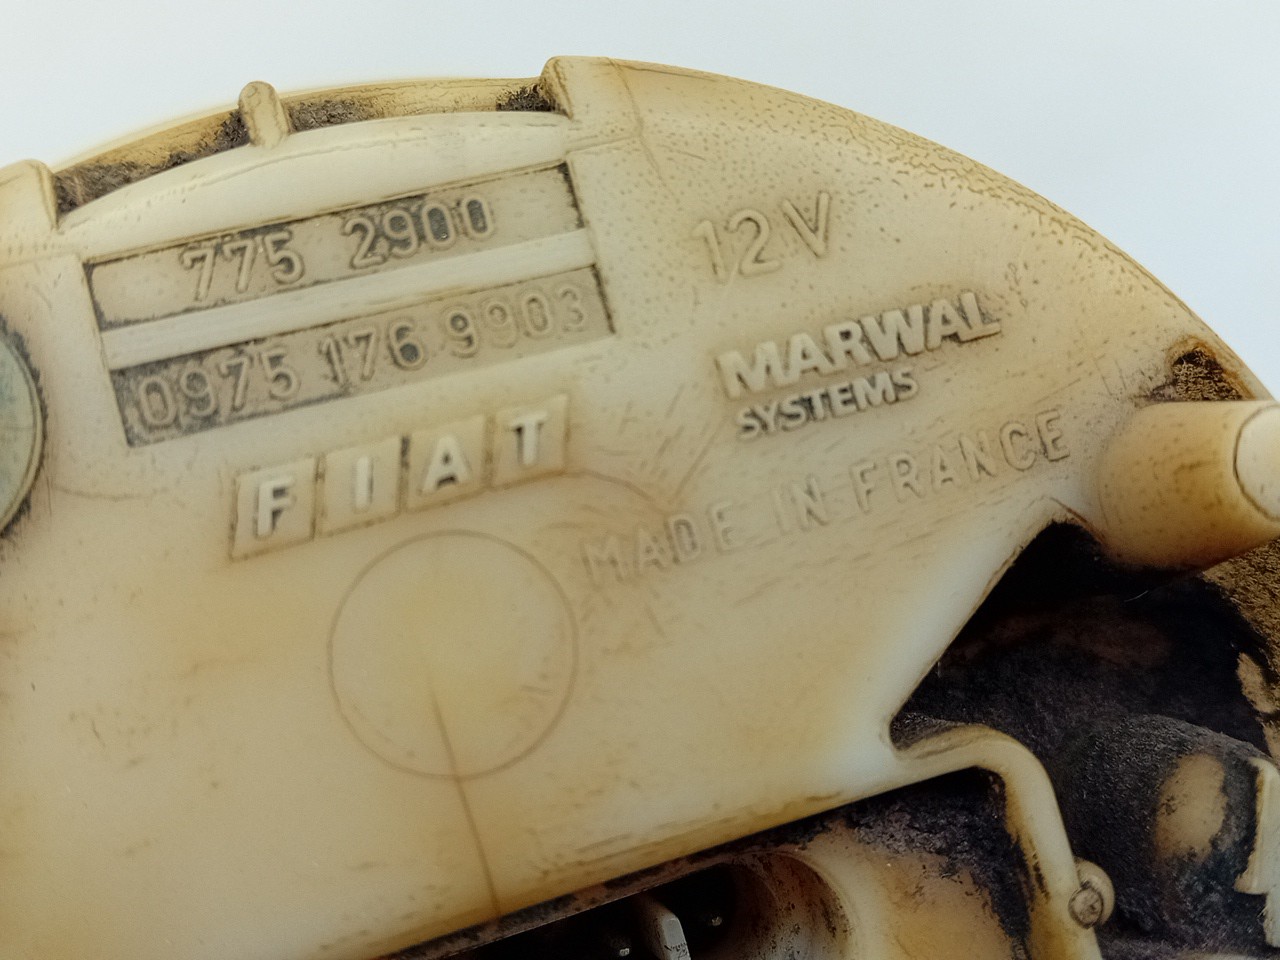 775 2900
0975 176 9903
FIAT
12V
MARWAL
SYSTEMS
MADE IN FRANCE